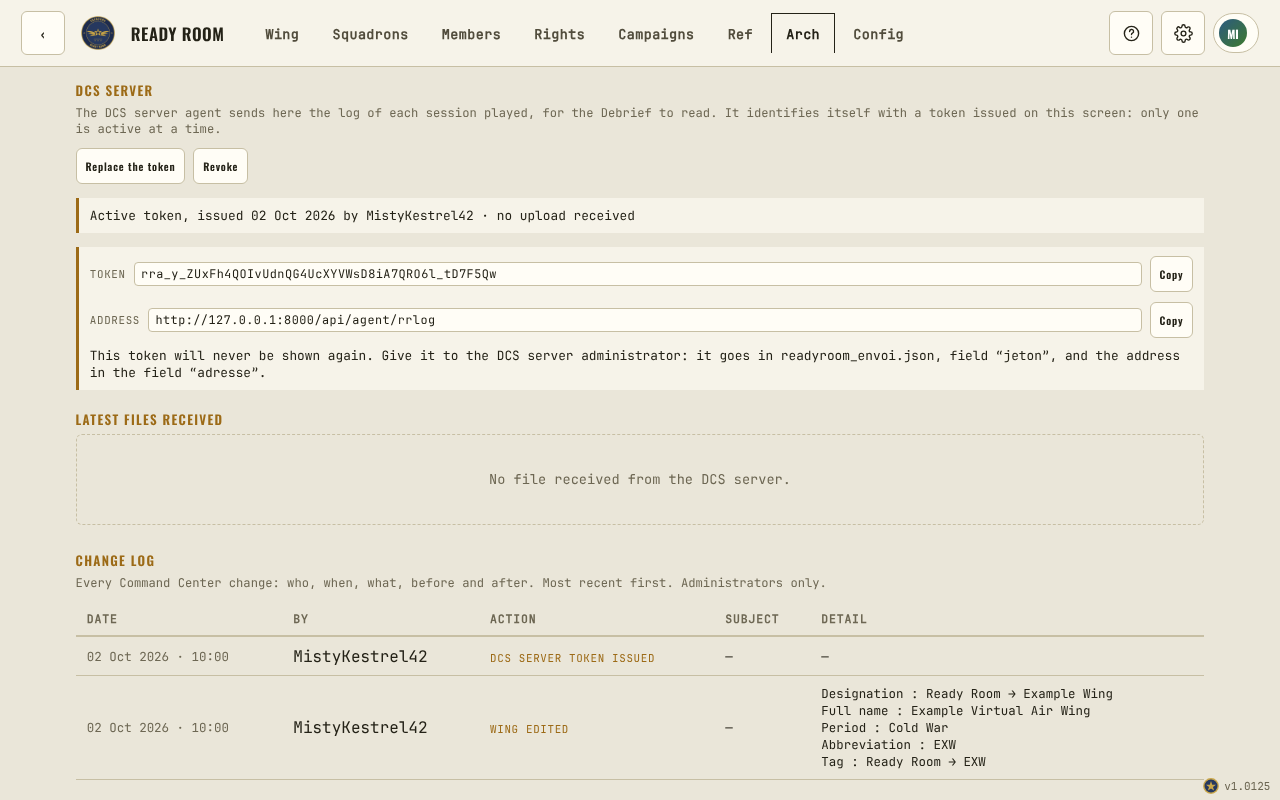 ‹ READY ROOM Wing Squadrons Members Rights Campaigns Ref Arch Config MI
DCS SERVER
The DCS server agent sends here the log of each session played, for the Debrief to read. It identifies itself with a token issued on this screen: only one
is active at a time.
Replace the token Revoke
Active token, issued 02 Oct 2026 by MistyKestrel42 · no upload received
TOKEN rra_y_ZUxFh4QOIvUdnQG4UcXYVWsD8iA7QRO6l_tD7F5Qw Copy
ADDRESS http://127.0.0.1:8000/api/agent/rrlog Copy
This token will never be shown again. Give it to the DCS server administrator: it goes in readyroom_envoi.json, field “jeton”, and the address
in the field “adresse”.
LATEST FILES RECEIVED
No file received from the DCS server.
CHANGE LOG
Every Command Center change: who, when, what, before and after. Most recent first. Administrators only.
DATE BY ACTION SUBJECT DETAIL
02 Oct 2026 · 10:00 MistyKestrel42 DCS SERVER TOKEN ISSUED — —
02 Oct 2026 · 10:00 MistyKestrel42 WING EDITED —
Designation : Ready Room → Example Wing
Full name : Example Virtual Air Wing
Period : Cold War
Abbreviation : EXW
Tag : Ready Room → EXW
v1.0125